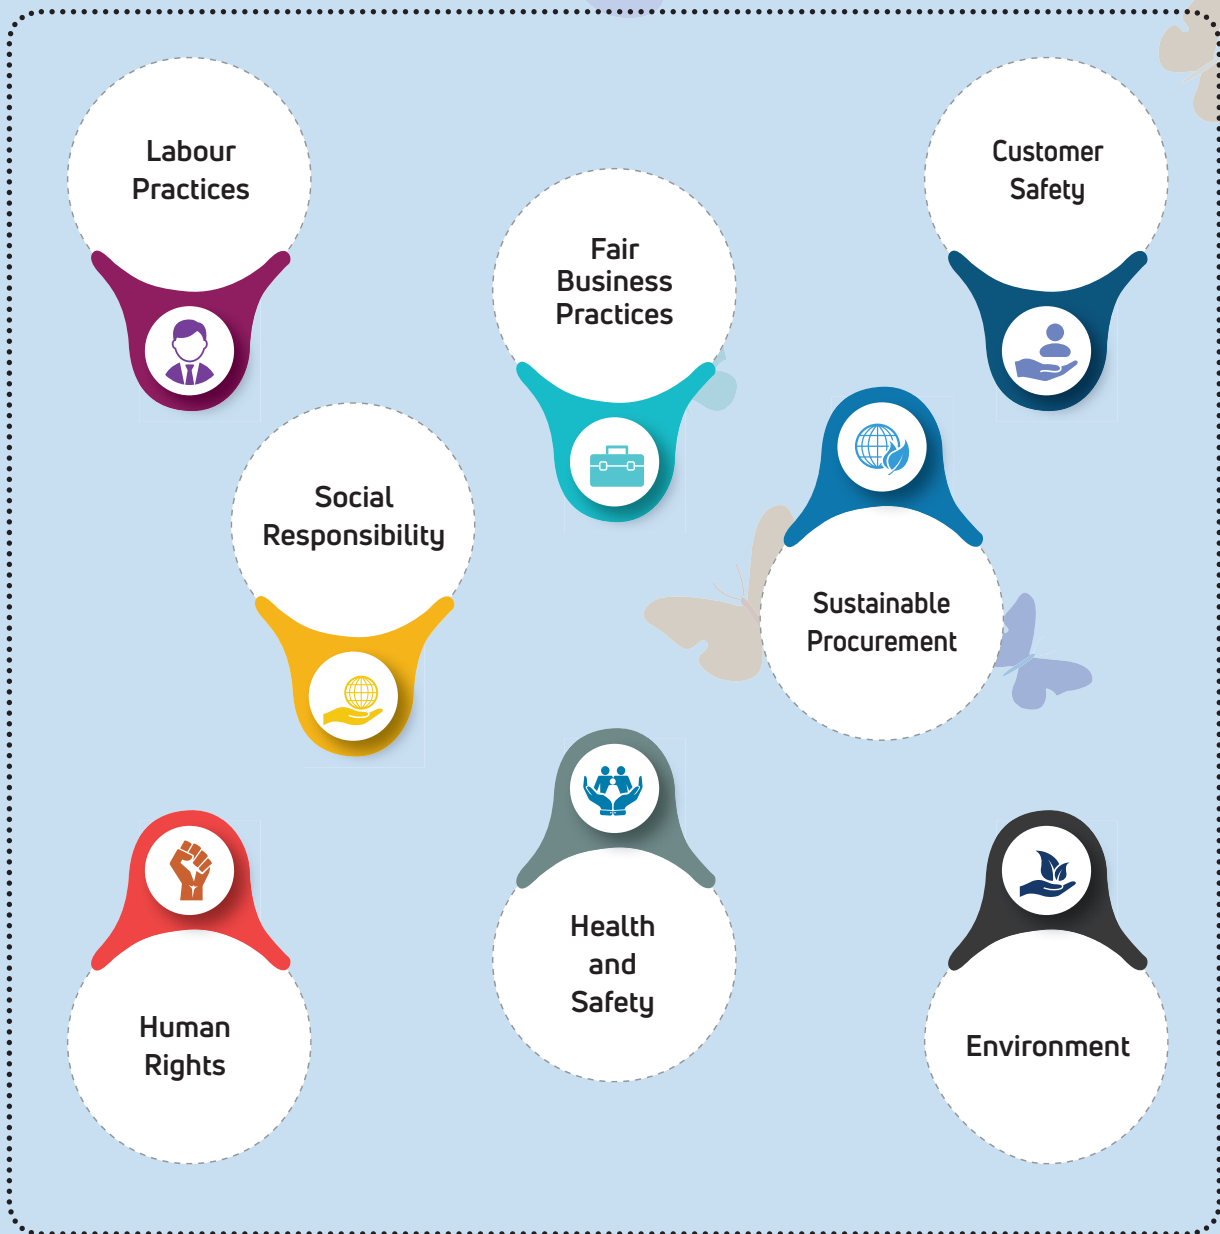 Labour
Practices
Customer
Safety
Fair
Business
Practices
Social
Responsibility
Sustainable
Procurement
Human
Rights
Health
and
Safety
Environment